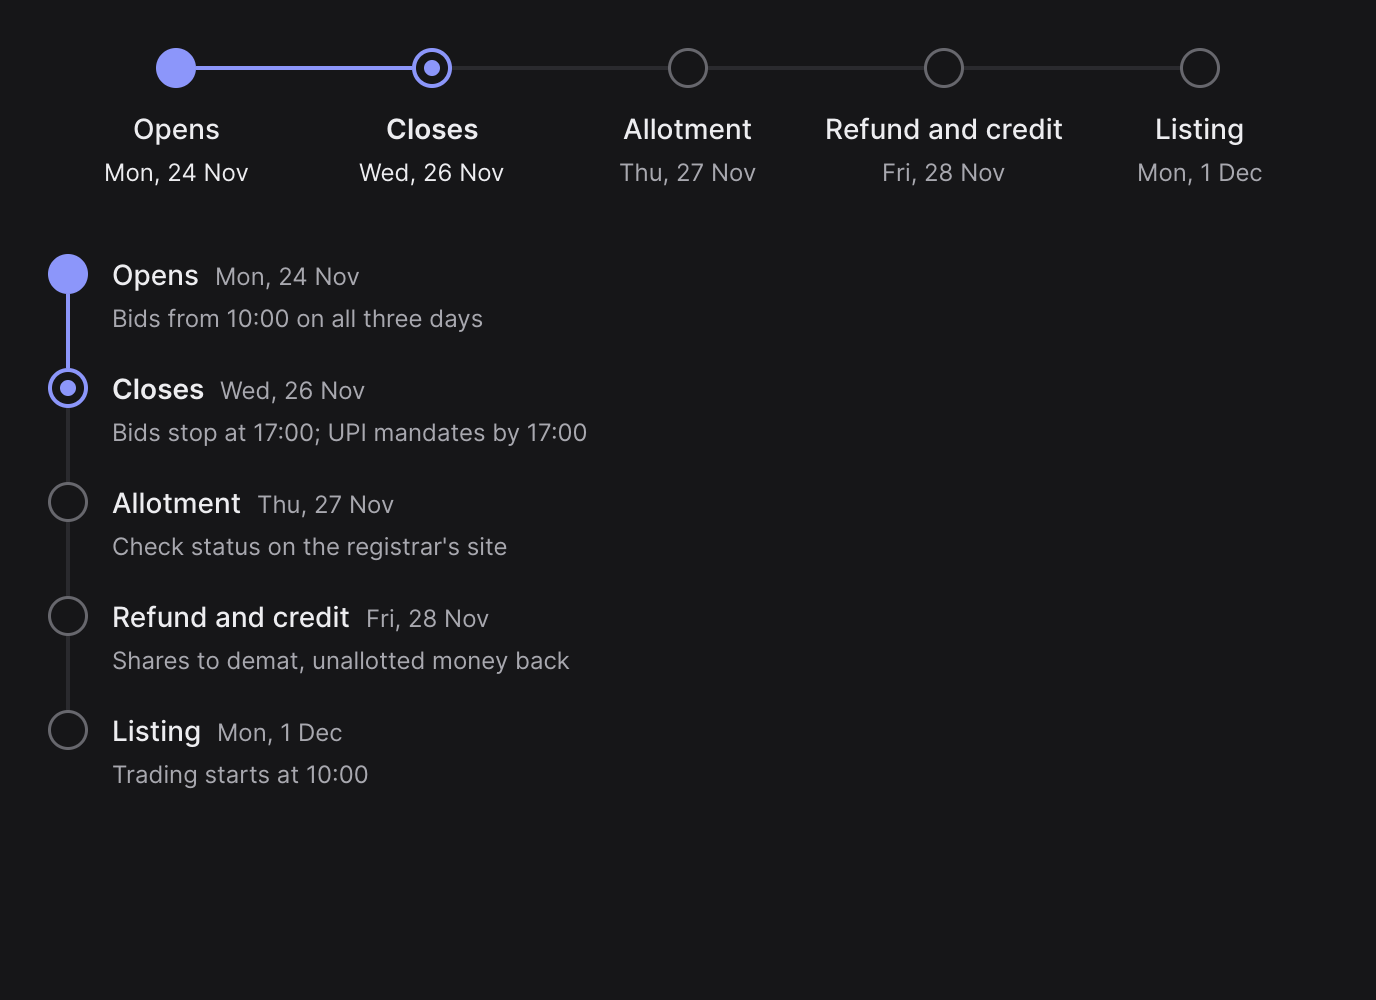 Opens
Closes
Allotment
Refund and credit
Listing
Mon, 24 Nov
Wed, 26 Nov
Thu, 27 Nov
Fri, 28 Nov
Mon, 1 Dec
Opens Mon, 24 Nov
Bids from 10:00 on all three days
Closes Wed, 26 Nov
Bids stop at 17:00; UPI mandates by 17:00
Allotment Thu, 27 Nov
Check status on the registrar's site
Refund and credit Fri, 28 Nov
Shares to demat, unallotted money back
Listing Mon, 1 Dec
Trading starts at 10:00